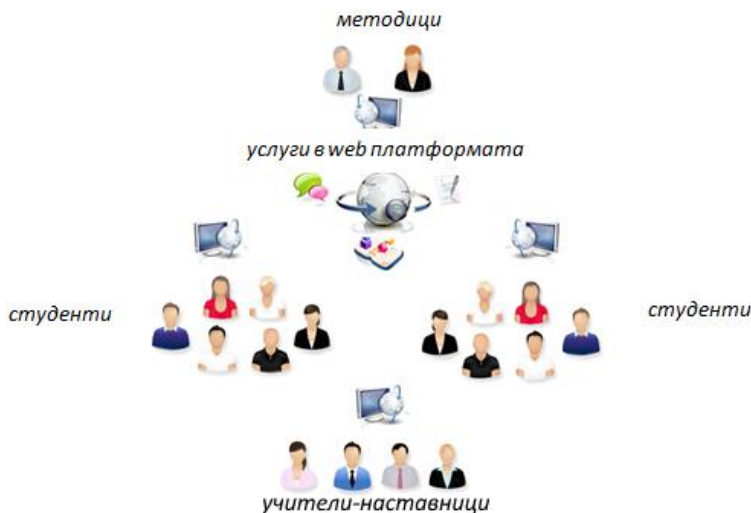 методици
услуги в web платформата
студенти
студенти
учители-наставници